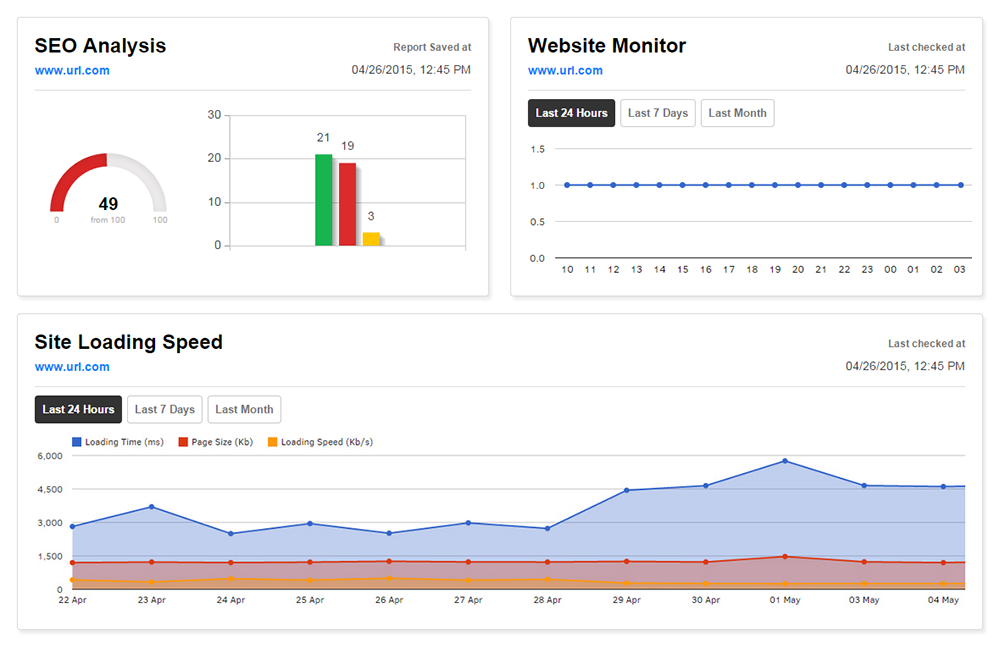 SEO Analysis
Report Saved at
www.url.com
04/26/2015, 12:45 PM
30
20
10
0
21
19
3
49
from 100
0
100
Website Monitor
Last checked at
www.url.com
04/26/2015, 12:45 PM
Last 24 Hours Last 7 Days Last Month
1.5
1.0
0.5
0.0
10 11 12 13 14 15 16 17 18 19 20 21 22 23 00 01 02 03
Site Loading Speed
Last checked at
www.url.com
04/26/2015, 12:45 PM
Last 24 Hours Last 7 Days Last Month
Loading Time (ms) Page Size (Kb) Loading Speed (Kb/s)
6,000
4,500
3,000
1,500
0
22 Apr 23 Apr 24 Apr 25 Apr 26 Apr 27 Apr 28 Apr 29 Apr 30 Apr 01 May 03 May 04 May